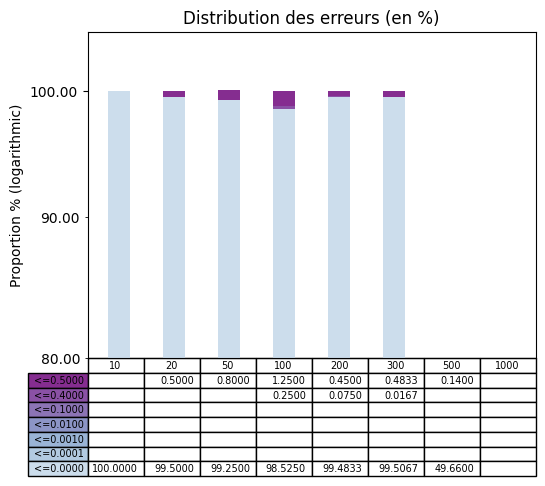 Distribution des erreurs (en %)
Proportion % (logarithmic)
100.00
90.00
80.00
10 20 50 100 200 300 500 1000
<=0.5000 0.5000 0.8000 1.2500 0.4500 0.4833 0.1400
<=0.4000 0.2500 0.0750 0.0167
<=0.1000
<=0.0100
<=0.0010
<=0.0001
<=0.0000 100.0000 99.5000 99.2500 98.5250 99.4833 99.5067 49.6600